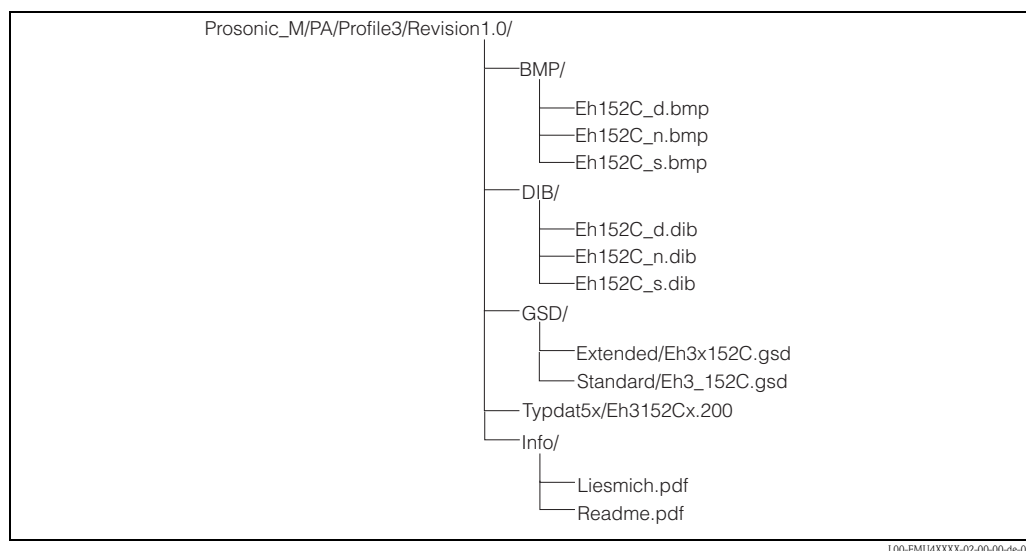 Prosonic_M/PA/Profile3/Revision1.0/
BMP/
Eh152C_d.bmp
Eh152C_n.bmp
Eh152C_s.bmp
DIB/
Eh152C_d.dib
Eh152C_n.dib
Eh152C_s.dib
GSD/
Extended/Eh3x152C.gsd
Standard/Eh3_152C.gsd
Typdat5x/Eh3152Cx.200
Info/
Liesmich.pdf
Readme.pdf